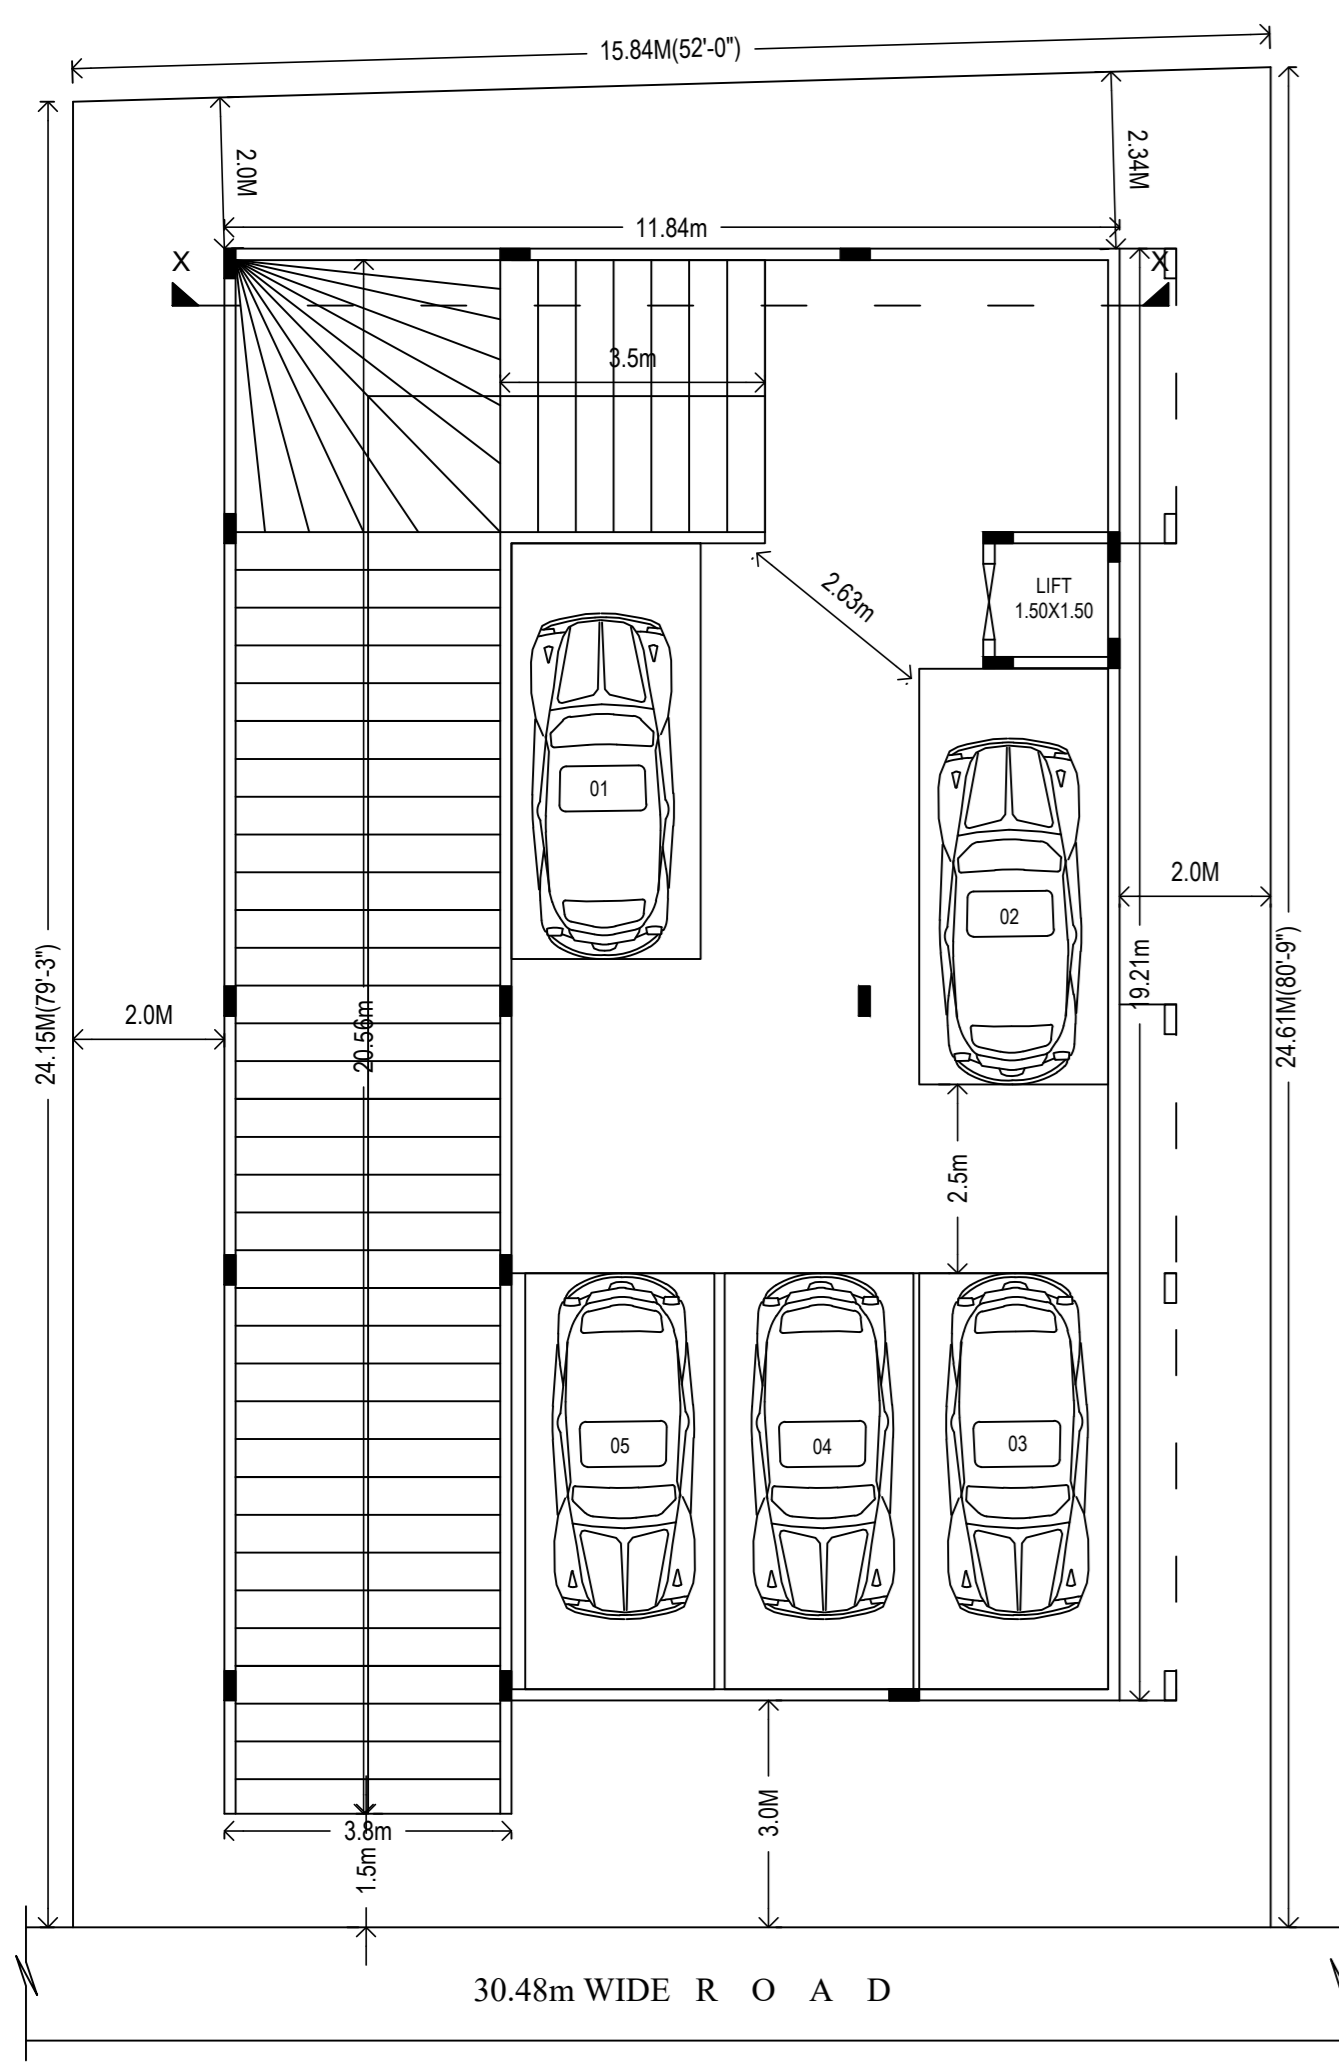 15.84M(52'-0")
2.0M
2.34M
11.84m
X
X
3.5m
LIFT
1.50X1.50
2.63m
01
02
2.0M
24.15M(79'-3")
2.0M
20.56m
19.21m
24.61M(80'-9")
2.5m
05
04
03
3.0M
3.8m
1.5m
30.48m WIDE R O A D